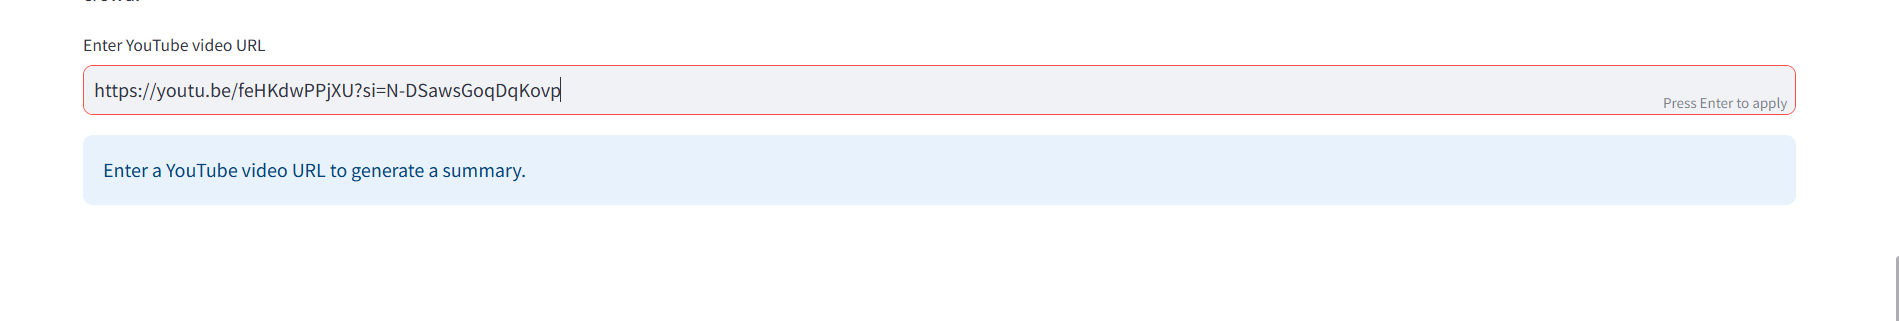 Enter YouTube video URL
https://youtu.be/feHKdwPPjXU?si=N-DSawsGoqDqKovp
Press Enter to apply
Enter a YouTube video URL to generate a summary.